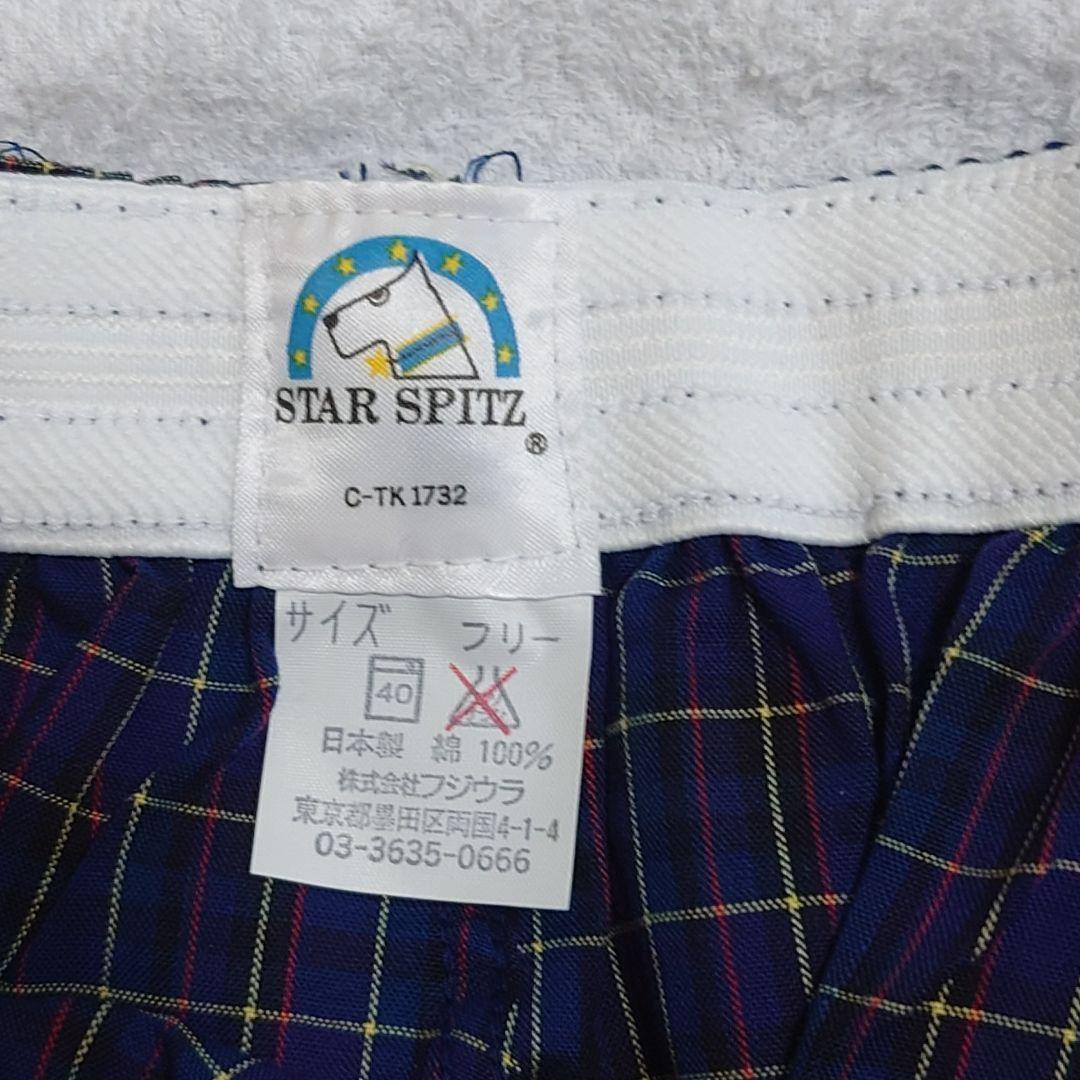 STAR SPITZ
®
C-TK 1732
サイズ フリー
40
日本製 綿 100%
株式会社フジウラ
東京都墨田区両国4-1-4
03-3635-0666